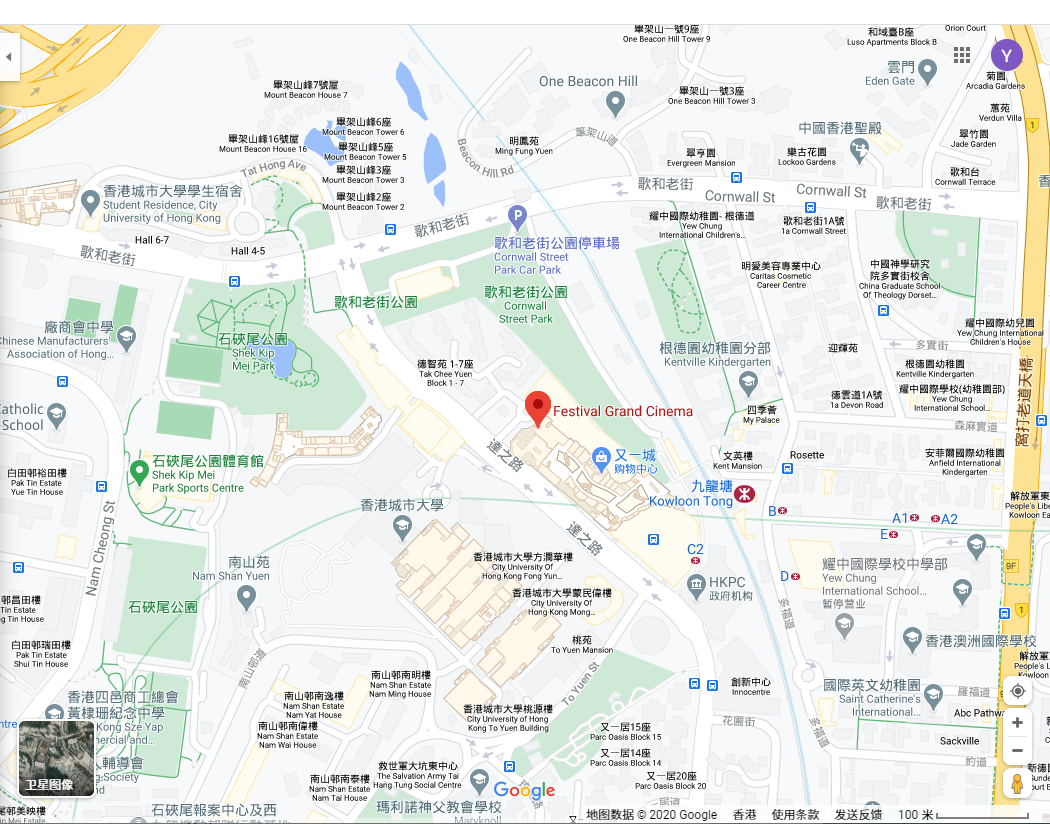 畢架山一號9座
One Beacon Hill Tower 9
和域臺B座
Luso Apartments Block B
Orion Court
Y
One Beacon Hill
雲門
Eden Gate
菊園
Arcadia Gardens
畢架山峰7號屋
Mount Beacon House 7
畢架山一號3座
One Beacon Hill Tower 3
蕙苑
Verdun Villa
1
畢架山峰6座
Mount Beacon Tower 6
中國香港聖殿
翠竹園
Jade Garden
畢架山峰16號屋
Mount Beacon House 16
畢架山峰5座
Mount Beacon Tower 5
明鳳苑
Ming Fung Yuen
筆架山道
Beacon Hill Rd
翠亨園
Evergreen Mansion
樂古花園
Lockoo Gardens
Tai Hong Ave
畢架山峰3座
Mount Beacon Tower 3
歌和台
Cornwall Terrace
香港城市大學學生宿舍
Student Residence, City
University of Hong Kong
畢架山峰2座
Mount Beacon Tower 2
歌和老街
Cornwall St
Cornwall St
歌和老街
P
歌和老街
耀中國際幼稚園- 根德道
Yew Chung
International Children's...
歌和老街1A號
1a Cornwall Street
Hall 6-7
Hall 4-5
歌和老街
歌和老街公園停車場
Cornwall Street
Park Car Park
明愛美容專業中心
Caritas Cosmetic
Career Centre
中國神學研究
院多實街校舍
China Graduate School
Of Theology Dorset...
歌和老街公園
歌和老街公園
Cornwall
Street Park
廠商會中學
Chinese Manufacturers'
Association of Hong...
石硤尾公園
Shek Kip
Mei Park
耀中國際幼兒園
Yew Chung International
Children's House
根德園幼稚園分部
Kentville Kindergarten
迎輝苑
多實街
德智苑 1-7座
Tak Chee Yuen
Block 1 - 7
根德園幼稚園
Kentville Kindergarten
德雲道1A號
1a Devon Road
耀中國際學校(幼稚園部)
Yew Chung
International School...
Catholic
School
Festival Grand Cinema
四季薈
My Palace
森麻實道
窩打老道天橋
達之路
又一城
购物中心
文英樓
Kent Mansion
Rosette
安菲爾國際幼稚園
Anfield International
Kindergarten
石硤尾公園體育館
Shek Kip Mei
Park Sports Centre
白田邨裕田樓
Pak Tin Estate
Yue Tin House
九龍塘
Kowloon Tong
解放軍東
People's Libe
Kowloon Ea
Nam Cheong St
香港城市大學
B
A1
A2
E
達之路
C2
南山苑
Nam Shan Yuen
香港城市大學方潤華樓
City University Of
Hong Kong Fong Yun...
D
9F
耀中國際學校中學部
Yew Chung
International School...
暂停营业
HKPC
政府机构
石硤尾公園
香港城市大學蒙民偉樓
City University Of
Hong Kong Mong...
邨昌田樓
Tin Estate
g Tin House
多福道
1
桃苑
To Yuen Mansion
白田邨瑞田樓
Pak Tin Estate
Shui Tin House
香港澳洲國際學校
南山邨道
To Yuen St
解放軍
People's L
Kowloon
南山邨南明樓
Nam Shan Estate
Nam Ming House
創新中心
Innocentre
國際英文幼稚園
Saint Catherine's
International...
羅福道
香港四邑商工總會
黃棣珊紀念中學
Kong Sze Yap
mercial and...
南山邨南逸樓
Nam Shan Estate
Nam Yat House
香港城市大學桃源樓
City University of Hong
Kong To Yuen Building
Abc Pathw
花圃街
又一居15座
Parc Oasis Block 15
多福道
南山邨南偉樓
Nam Shan Estate
Nam Wai House
Sackville
又一居14座
Parc Oasis Block 14
約道
人輔導會
Society
救世軍大坑東中心
The Salvation Army Tai
Hang Tung Social Centre
南山邨南泰樓
Nam Shan Estate
Nam Tai House
又一居20座
Parc Oasis Block 20
卫星图像
Google
石硤尾報案中心及西
瑪利諾神父教會學校
Maryknoll
地图数据 © 2020 Google 香港 使用条款 发送反馈 100 米